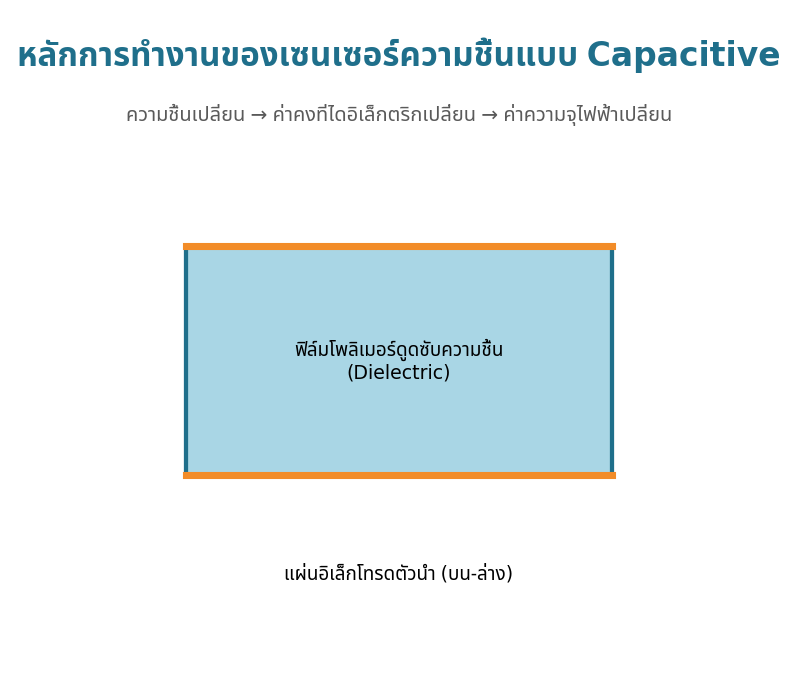 หลักการทำงานของเซนเซอร์ความชื้นแบบ Capacitive
ความชื้นเปลี่ยน → ค่าคงที่ไดอิเล็กตริกเปลี่ยน → ค่าความจุไฟฟ้าเปลี่ยน
ฟิล์มโพลิเมอร์ดูดซับความชื้น
(Dielectric)
แผ่นอิเล็กโทรดตัวนำ (บน-ล่าง)